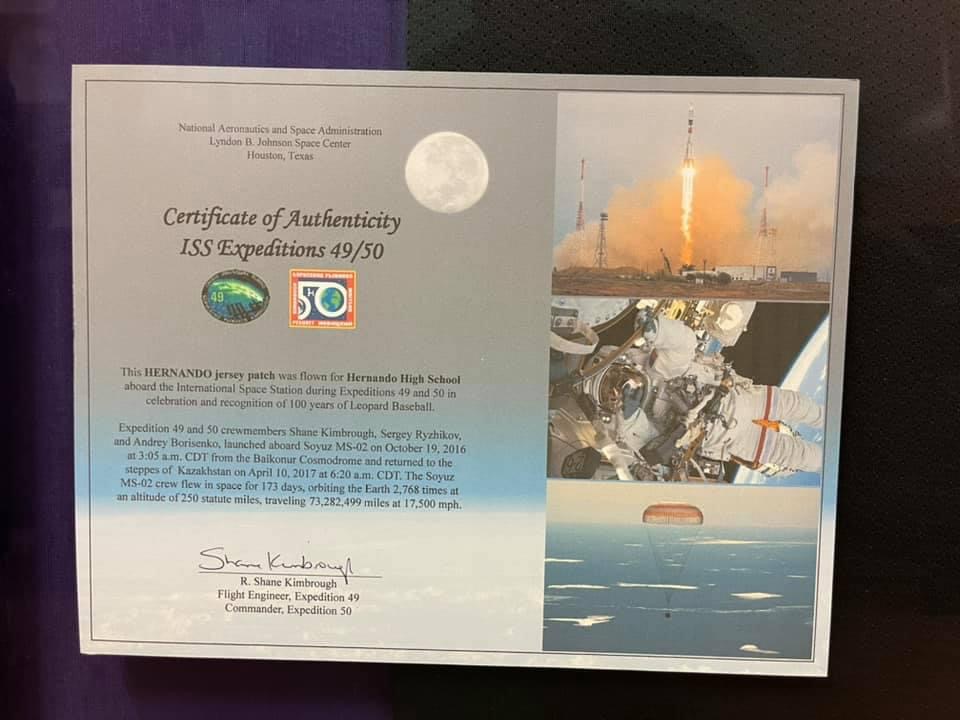 National Aeronautics and Space Administration
Lyndon B. Johnson Space Center
Houston, Texas
Certificate of Authenticity
ISS Expeditions 49/50
49
50
This HERNANDO jersey patch was flown for Hernando High School
aboard the International Space Station during Expeditions 49 and 50 in
celebration and recognition of 100 years of Leopard Baseball.
Expedition 49 and 50 crewmembers Shane Kimbrough, Sergey Ryzhikov,
and Andrey Borisenko, launched aboard Soyuz MS-02 on October 19, 2016
at 3:05 a.m. CDT from the Baikonur Cosmodrome and returned to the
steppes of Kazakhstan on April 10, 2017 at 6:20 a.m. CDT. The Soyuz
MS-02 crew flew in space for 173 days, orbiting the Earth 2,768 times at
an altitude of 250 statute miles, traveling 73,282,499 miles at 17,500 mph.
Shane Kimbrough
R. Shane Kimbrough
Flight Engineer, Expedition 49
Commander, Expedition 50